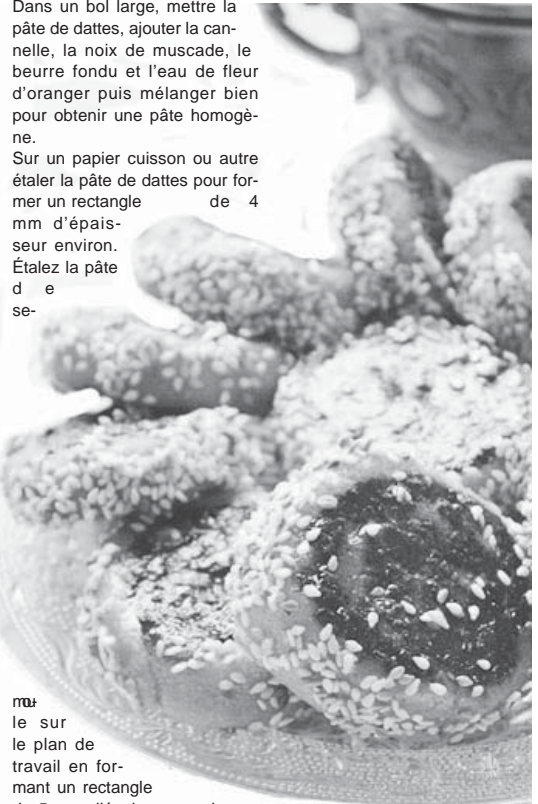 Dans un bol large, mettre la
pâte de dattes, ajouter la can-
nelle, la noix de muscade, le
beurre fondu et l'eau de fleur
d'oranger puis mélanger bien
pour obtenir une pâte homogè-
ne.
Sur un papier cuisson ou autre
étaler la pâte de dattes pour for-
mer un rectangle de 4
mm d'épais-
seur environ.
Étalez la pâte
d e
se-
mou-
le sur
le plan de
travail en for-
mant un rectangle